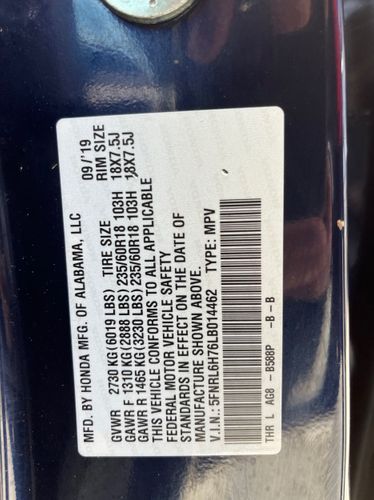 MFD. BY HONDA MFG. OF ALABAMA, LLC 09/'19
TIRE SIZE RIM SIZE
GVWR 2730 KG(6019 LBS)
GAWR F 1310 KG(2888 LBS) 235/60R18 103H 18X7.5J
GAWR R 1465 KG(3230 LBS) 235/60R18 103H 18X7.5J
THIS VEHICLE CONFORMS TO ALL APPLICABLE
FEDERAL MOTOR VEHICLE SAFETY
STANDARDS IN EFFECT ON THE DATE OF
MANUFACTURE SHOWN ABOVE.
V.I.N.: 5FNRL6H76LB014462 TYPE: MPV
THR L AG8 - B588P -B-B